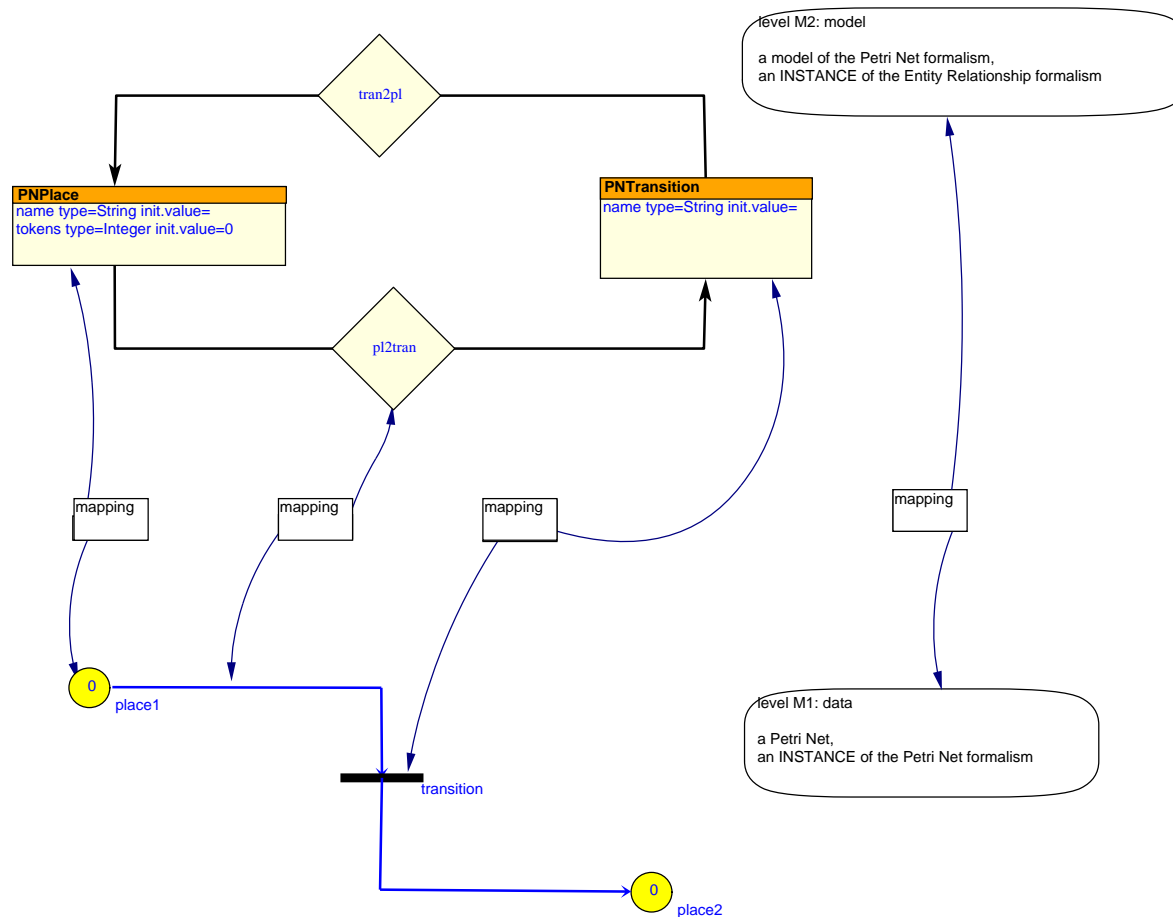 level M2: model
a model of the Petri Net formalism,
an INSTANCE of the Entity Relationship formalism
tran2pl
PNPlace
name type=String init.value=
tokens type=Integer init.value=0
PNTransition
name type=String init.value=
pl2tran
mapping
mapping
mapping
mapping
0
place1
level M1: data
a Petri Net,
an INSTANCE of the Petri Net formalism
transition
0
place2